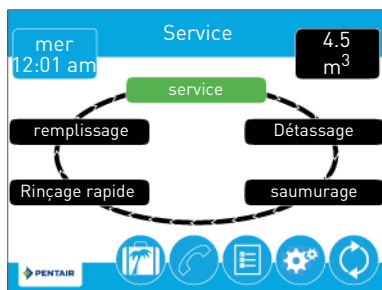 mer
12:01 am
Service
4.5
m³
service
remplissage
Détassage
Rinçage rapide
saumurage
PENTAIR